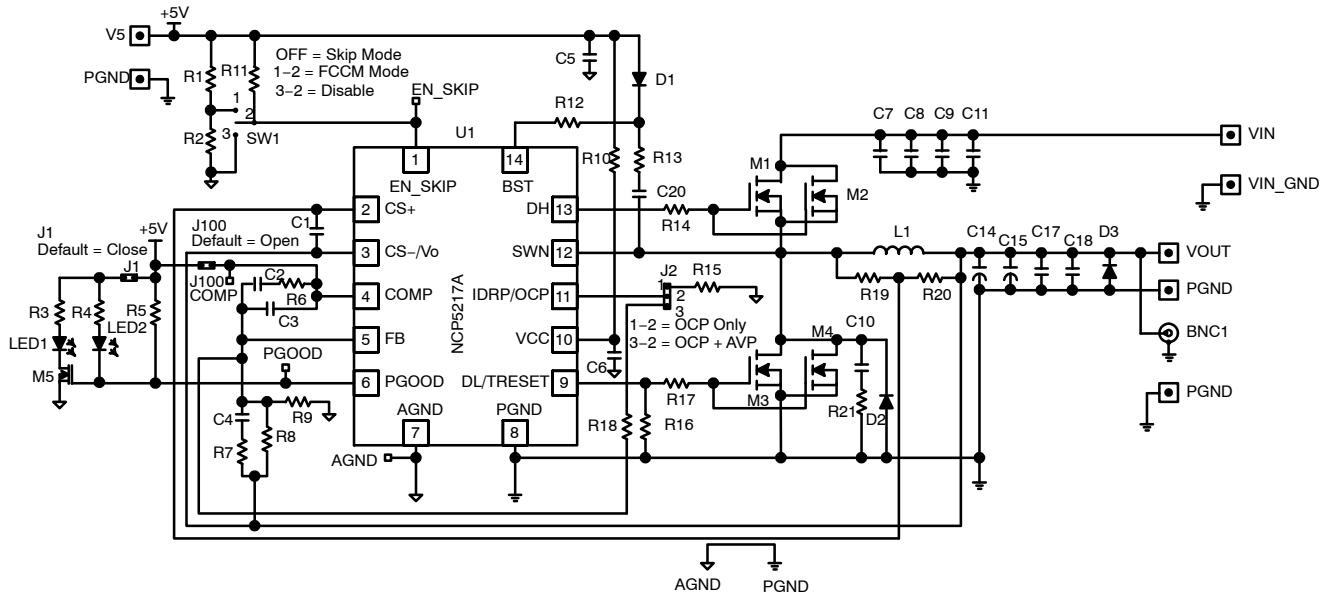 +5V
V5
OFF = Skip Mode
1−2 = FCCM Mode
3−2 = Disable
R1
R11
C5
D1
PGND
EN_SKIP
R12
1
2
3
SW1
R2
U1
R10
R13
C7
C8
C9
C11
VIN
1
EN_SKIP
14
BST
M1
M2
VIN_GND
C20
R14
2
CS+
DH
13
C1
J1
Default = Close
+5V
J100
Default = Open
3
CS−/Vo
SWN
12
L1
C14
C15
C17
C18
D3
VOUT
J1
J100
COMP
C2
R6
C3
4
COMP
IDRP/OCP
11
J2
1
2
3
R15
R19
R20
PGND
R3
R4
R5
LED1
LED2
NCP5217A
1−2 = OCP Only
3−2 = OCP + AVP
M4
C10
BNC1
5
FB
VCC
10
C6
PGOOD
M5
6
PGOOD
DL/TRESET
9
R17
M3
R21
D2
PGND
C4
R9
R8
R7
AGND
7
PGND
8
R18
R16
AGND
AGND
PGND